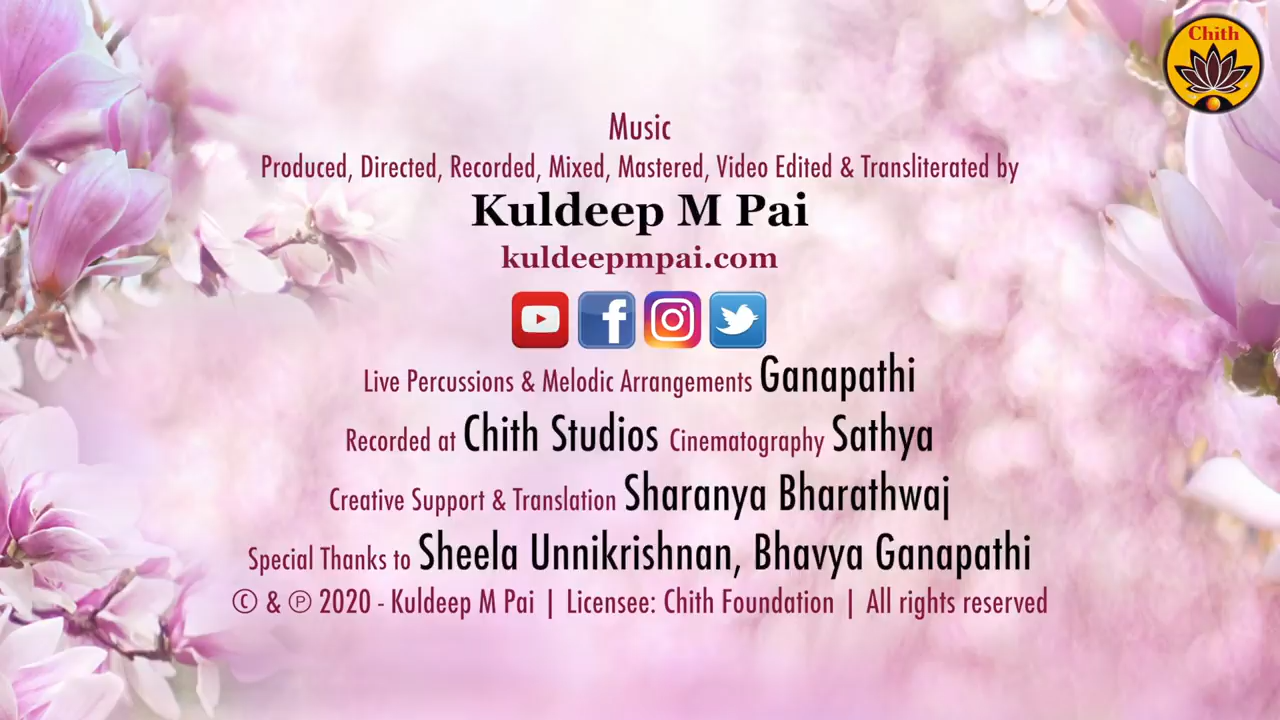 Chith
Music
Produced, Directed, Recorded, Mixed, Mastered, Video Edited & Transliterated by
Kuldeep M Pai
kuldeepmpai.com
Live Percussions & Melodic Arrangements Ganapathi
Recorded at Chith Studios Cinematography Sathya
Creative Support & Translation Sharanya Bharathwaj
Special Thanks to Sheela Unnikrishnan, Bhavya Ganapathi
© & ℗ 2020 - Kuldeep M Pai | Licensee: Chith Foundation | All rights reserved